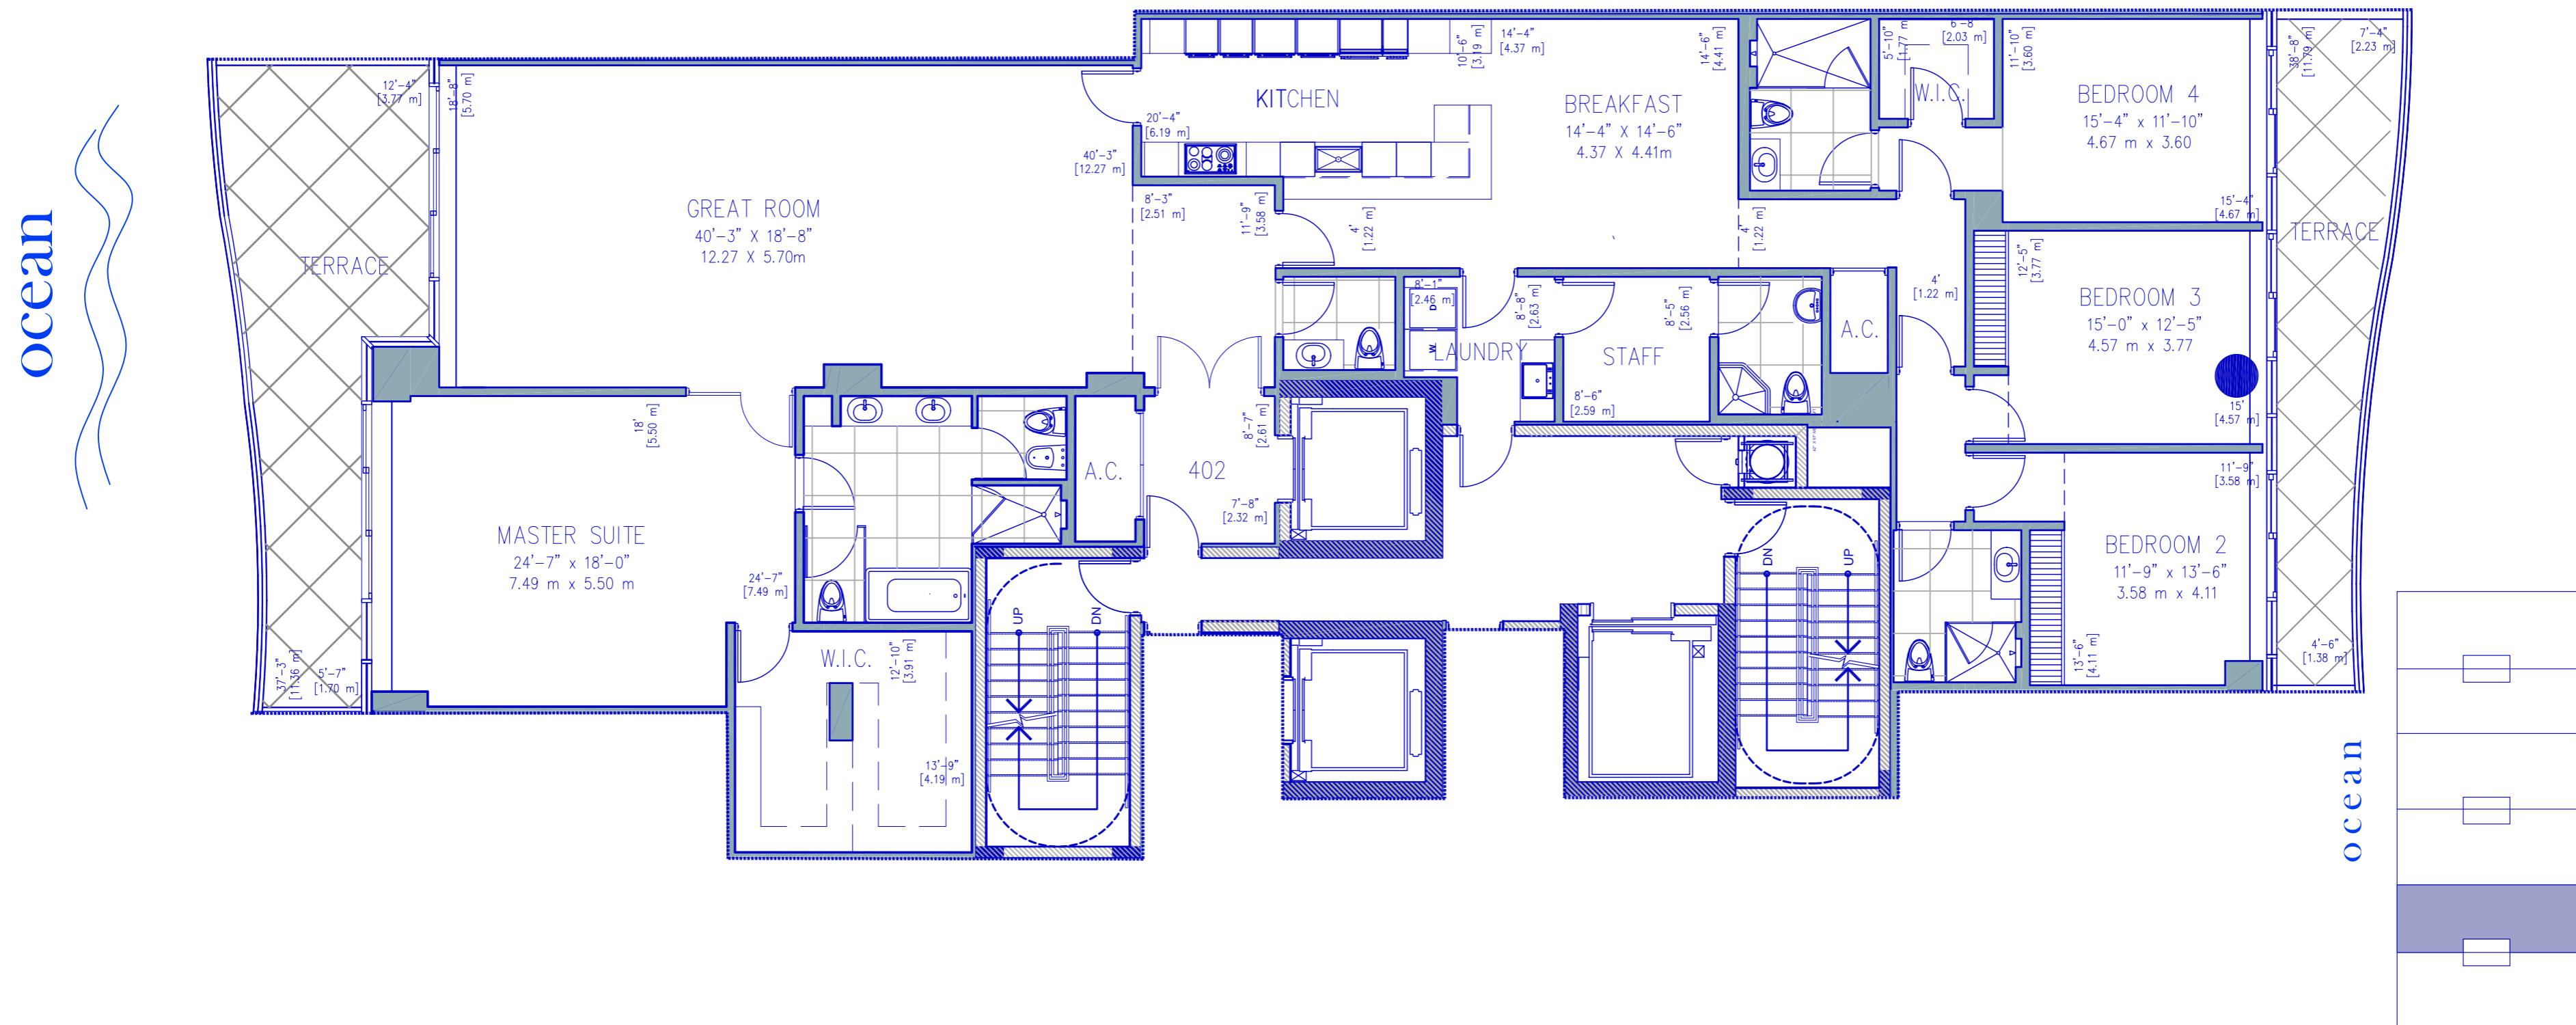 ocean
TERRACE
12'-4"
[3.77 m]
18'-8"
[5.70 m]
GREAT ROOM
40'-3" X 18'-8"
12.27 X 5.70m
40'-3"
[12.27 m]
20'-4"
[6.19 m]
KITCHEN
10'-6"
[3.19 m]
14'-4"
[4.37 m]
BREAKFAST
14'-4" X 14'-6"
4.37 X 4.41m
14'-6"
[4.41 m]
5'-10"
[1.77 m]
6'-8
[2.03 m]
W.I.C.
11'-10"
[3.60 m]
BEDROOM 4
15'-4" x 11'-10"
4.67 m x 3.60
15'-4"
[4.67 m]
38'-8"
[11.79 m]
7'-4"
[2.23 m]
TERRACE
8'-3"
[2.51 m]
11'-9"
[3.58 m]
4'
[1.22 m]
4'
[1.22 m]
4'
[1.22 m]
12'-5"
[3.77 m]
BEDROOM 3
15'-0" x 12'-5"
4.57 m x 3.77
15'
[4.57 m]
8'-1"
[2.46 m]
D
W.
LAUNDRY
8'-8"
[2.63 m]
STAFF
8'-5"
[2.56 m]
8'-6"
[2.59 m]
A.C.
18'
[5.50 m]
MASTER SUITE
24'-7" x 18'-0"
7.49 m x 5.50 m
24'-7"
[7.49 m]
A.C.
402
8'-7"
[2.61 m]
7'-8"
[2.32 m]
11'-9"
[3.58 m]
BEDROOM 2
11'-9" x 13'-6"
3.58 m x 4.11
13'-6"
[4.11 m]
4'-6"
[1.38 m]
37'-3"
[11.36 m]
5'-7"
[1.70 m]
W.I.C.
12'-10"
[3.91 m]
13'-9"
[4.19 m]
UP
DN
DN
UP
ocean